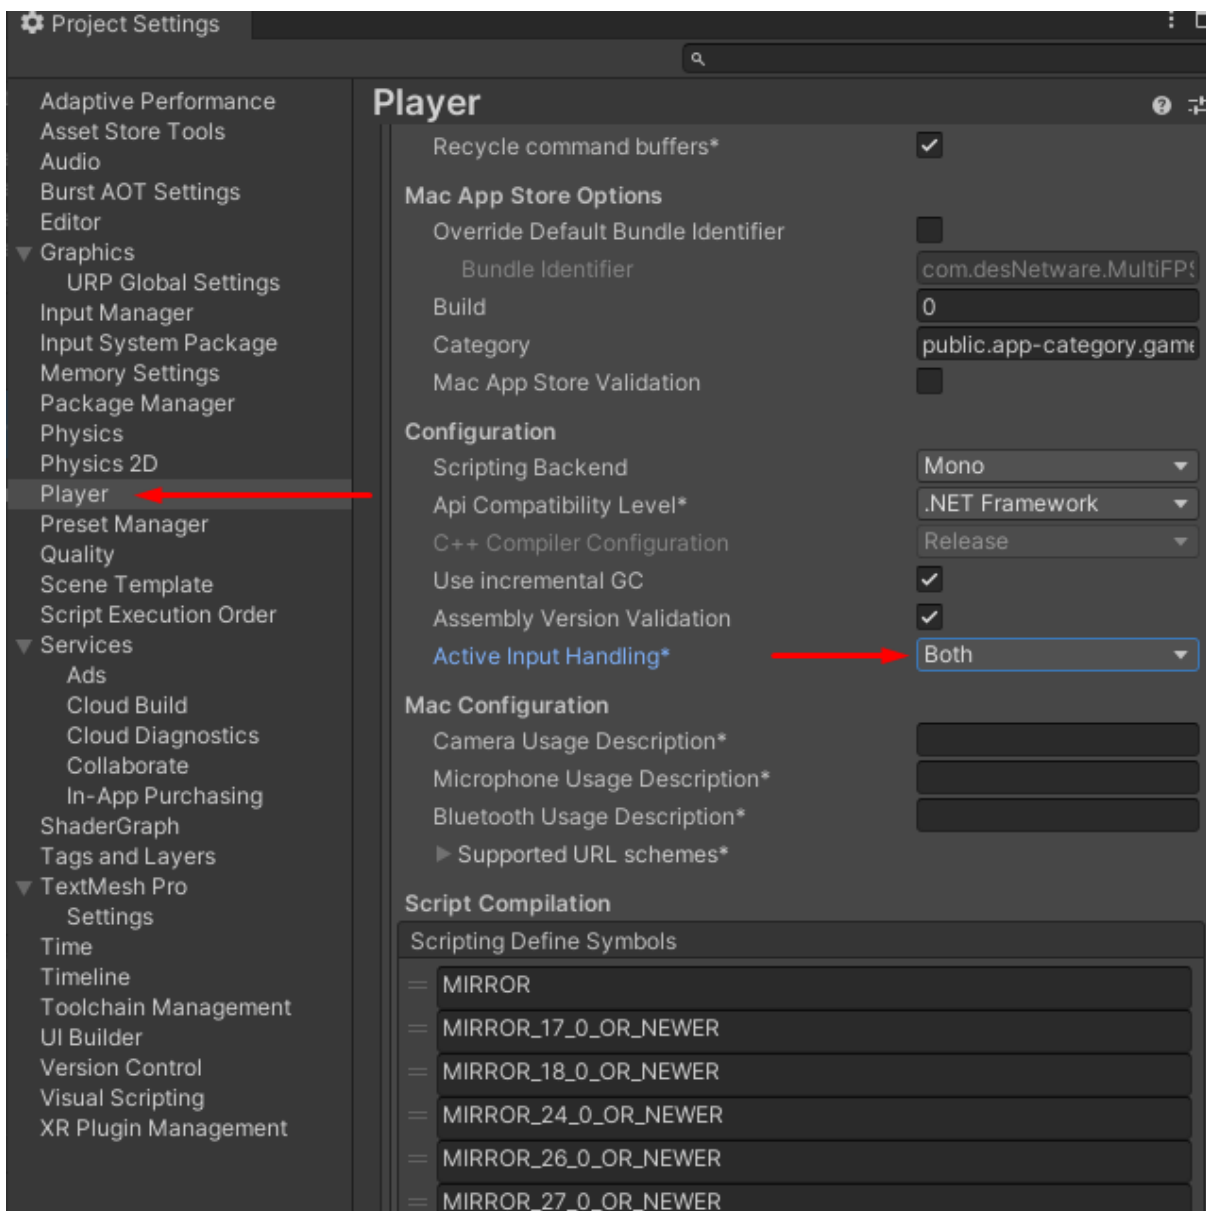 Project Settings
Adaptive Performance
Asset Store Tools
Audio
Burst AOT Settings
Editor
Graphics
URP Global Settings
Input Manager
Input System Package
Memory Settings
Package Manager
Physics
Physics 2D
Player
Preset Manager
Quality
Scene Template
Script Execution Order
Services
Ads
Cloud Build
Cloud Diagnostics
Collaborate
In-App Purchasing
ShaderGraph
Tags and Layers
TextMesh Pro
Settings
Time
Timeline
Toolchain Management
UI Builder
Version Control
Visual Scripting
XR Plugin Management
Player
Recycle command buffers*
Mac App Store Options
Override Default Bundle Identifier
Bundle Identifier com.desNetware.MultiFPS
Build 0
Category public.app-category.game
Mac App Store Validation
Configuration
Scripting Backend Mono
Api Compatibility Level* .NET Framework
C++ Compiler Configuration Release
Use incremental GC
Assembly Version Validation
Active Input Handling* Both
Mac Configuration
Camera Usage Description*
Microphone Usage Description*
Bluetooth Usage Description*
Supported URL schemes*
Script Compilation
Scripting Define Symbols
MIRROR
MIRROR_17_0_OR_NEWER
MIRROR_18_0_OR_NEWER
MIRROR_24_0_OR_NEWER
MIRROR_26_0_OR_NEWER
MIRROR_27_0_OR_NEWER